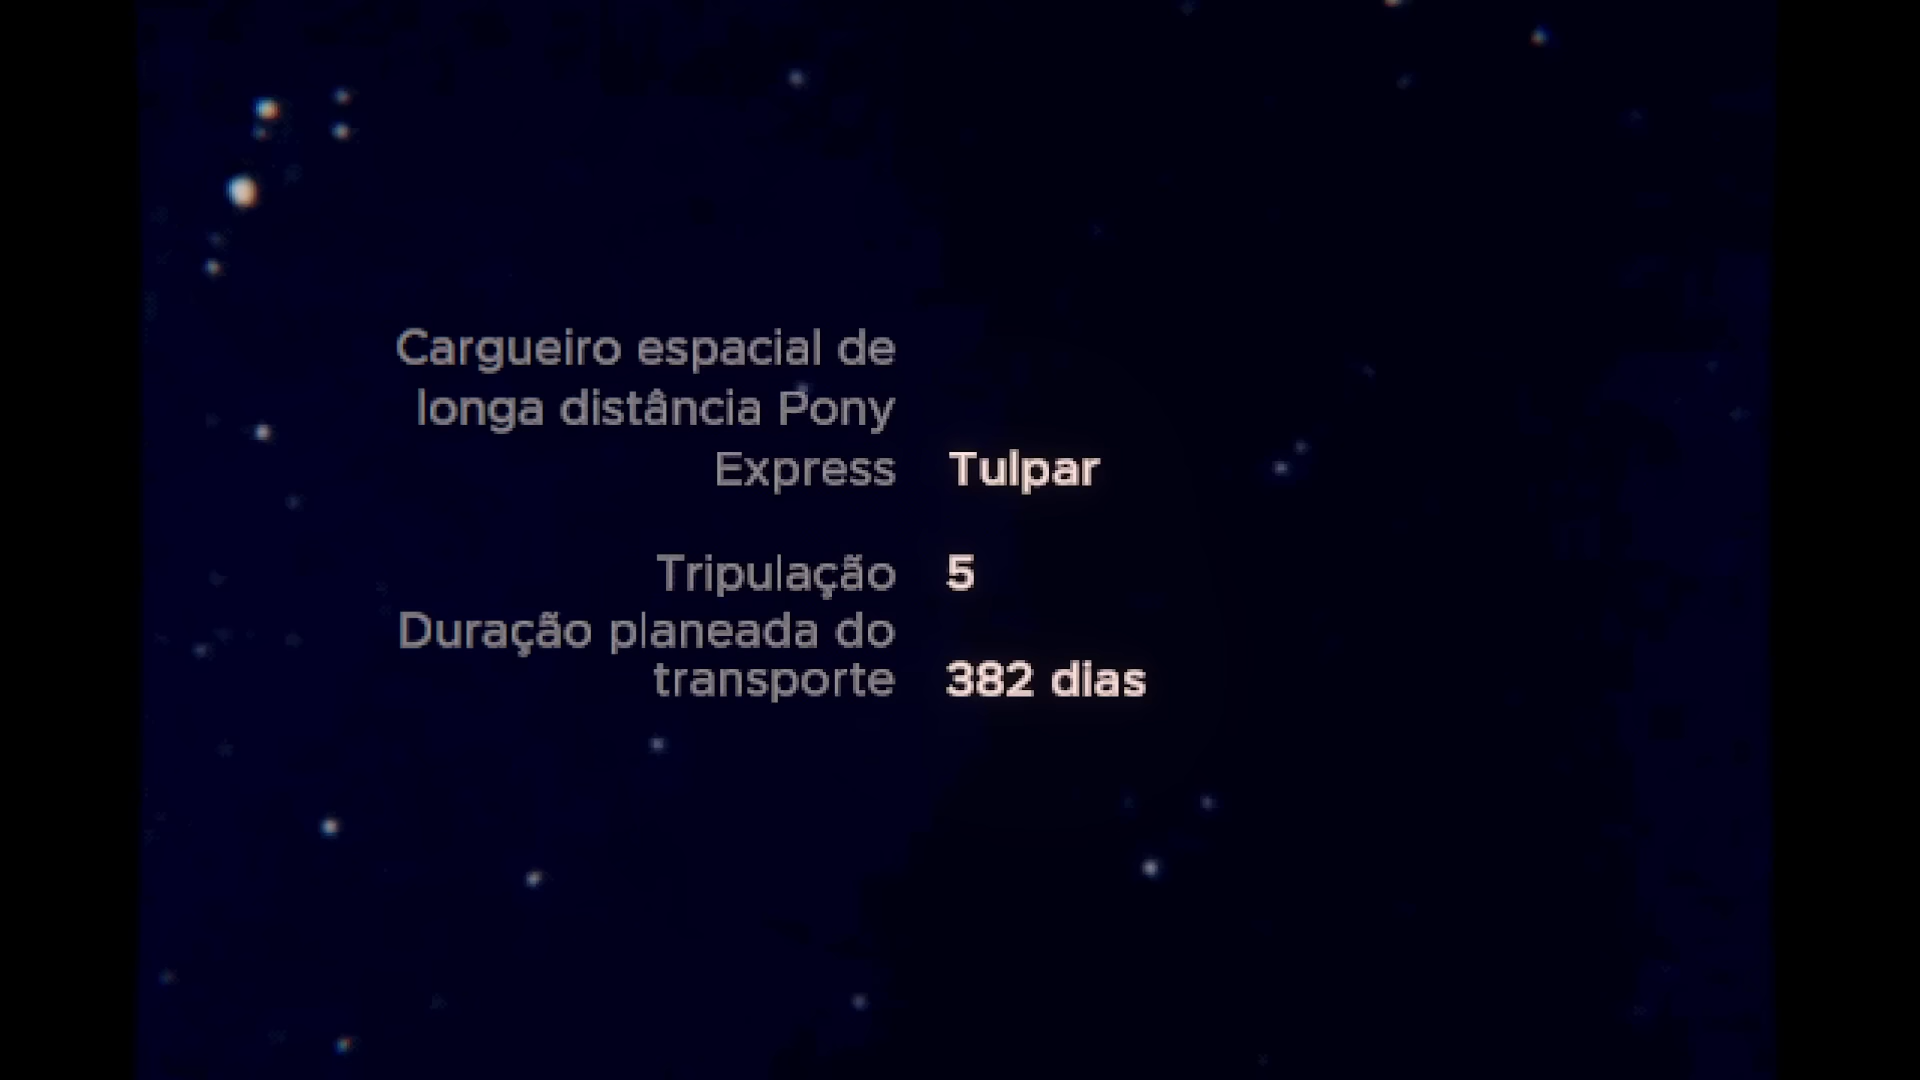 Cargueiro espacial de
longa distância Pony
Express Tulpar
Tripulação 5
Duração planeada do
transporte 382 dias